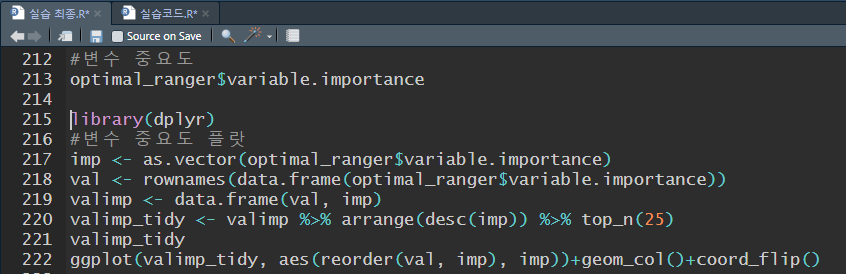 실습 최종.R* × 실습코드.R* ×
Source on Save
212 #변수 중요도
213 optimal_ranger$variable.importance
214
215 library(dplyr)
216 #변수 중요도 플랏
217 imp <- as.vector(optimal_ranger$variable.importance)
218 val <- rownames(data.frame(optimal_ranger$variable.importance))
219 valimp <- data.frame(val, imp)
220 valimp_tidy <- valimp %>% arrange(desc(imp)) %>% top_n(25)
221 valimp_tidy
222 ggplot(valimp_tidy, aes(reorder(val, imp), imp))+geom_col()+coord_flip()